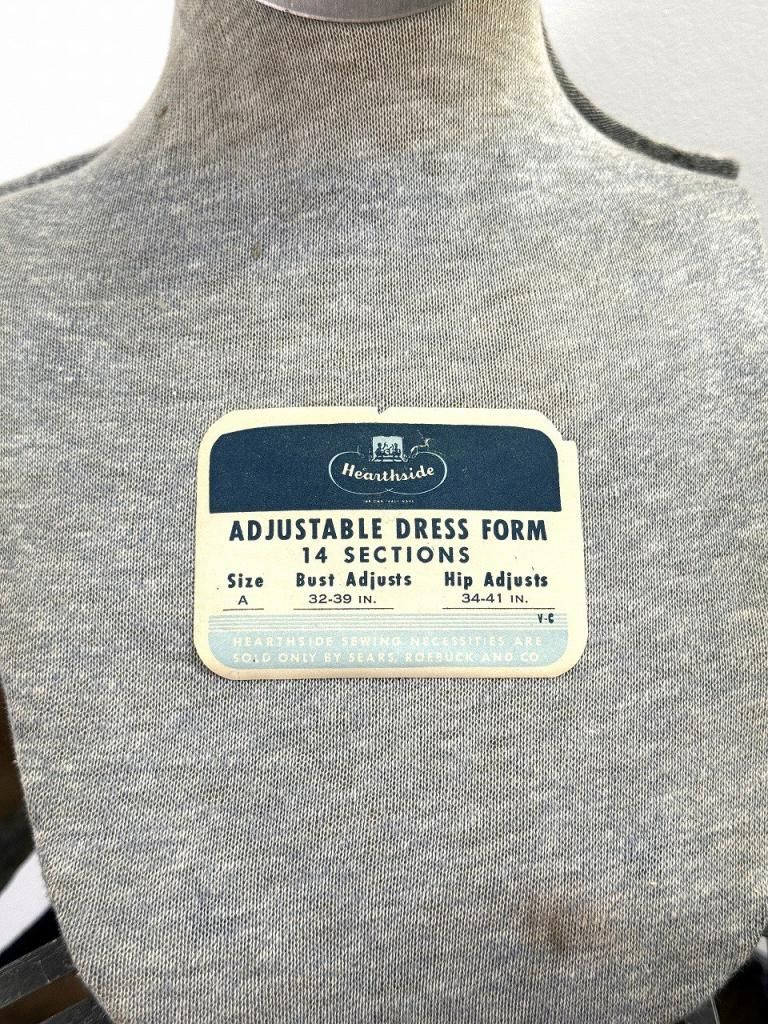 Hearthside
ADJUSTABLE DRESS FORM
14 SECTIONS
Size Bust Adjusts Hip Adjusts
A 32-39 IN. 34-41 IN.
V-C
HEARTHSIDE SEWING NECESSITIES ARE
SOLD ONLY BY SEARS, ROEBUCK AND CO